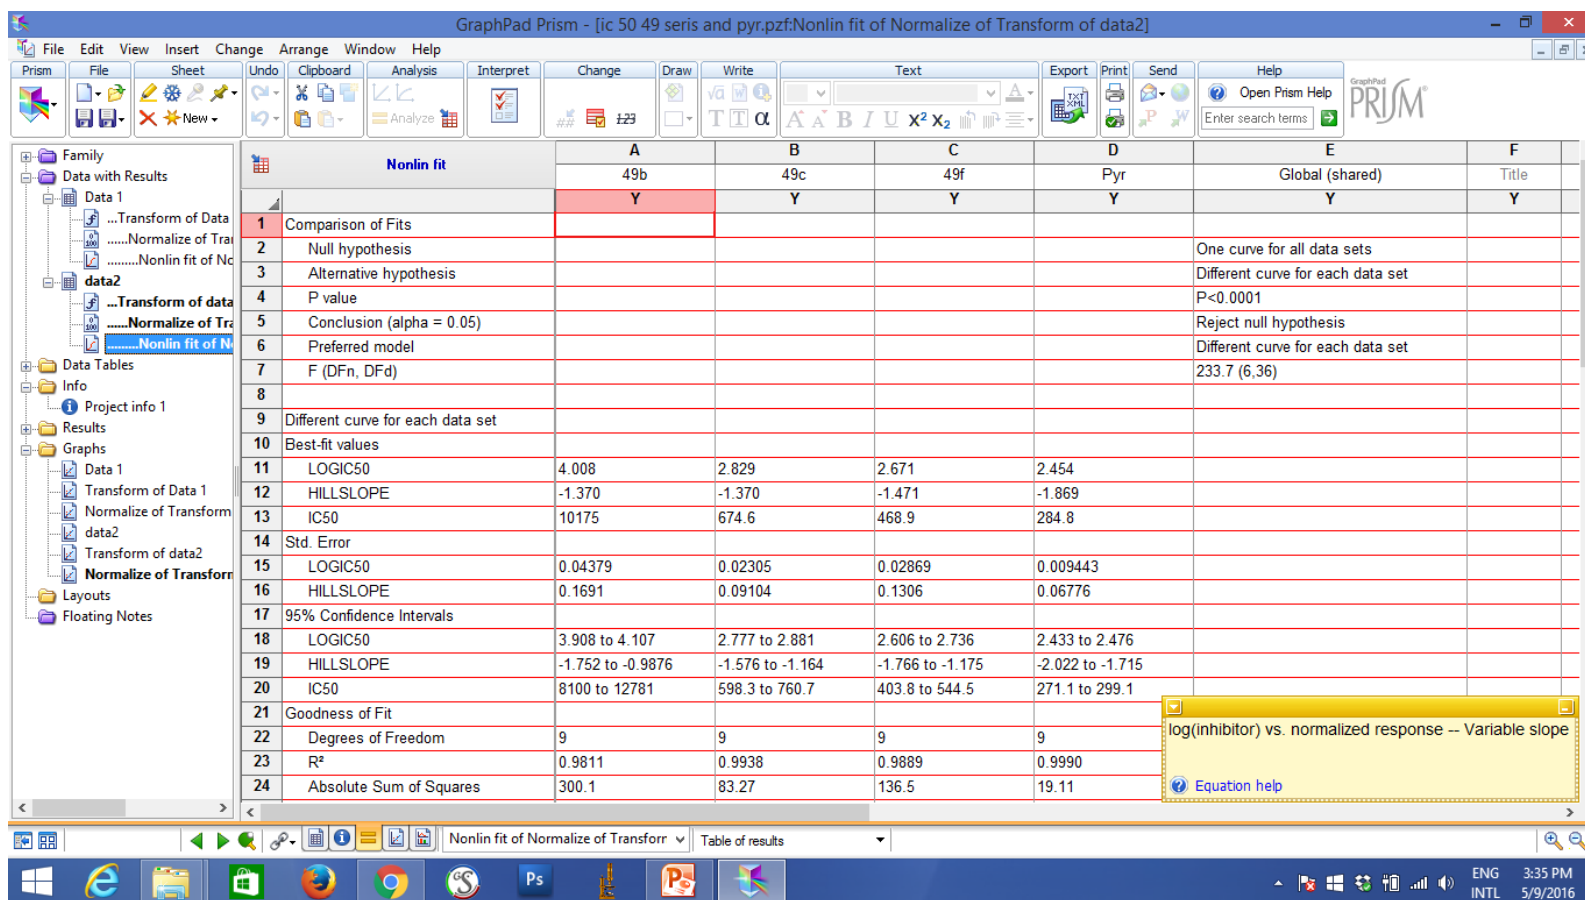 GraphPad Prism - [ic 50 49 seris and pyr.pzf:Nonlin fit of Normalize of Transform of data2]
File Edit View Insert Change Arrange Window Help
Prism File Sheet Undo Clipboard Analysis Interpret Change Draw Write Text Export Print Send Help
New
Analyze
123
√α
T T α A A B I U X² X₂ A
TXT XML
Open Prism Help
Enter search terms
GraphPad PRISM
Family
Data with Results
Data 1
...Transform of Data
......Normalize of Tra
.........Nonlin fit of No
data2
...Transform of data
......Normalize of Tra
.........Nonlin fit of N
Data Tables
Info
Project info 1
Results
Graphs
Data 1
Transform of Data 1
Normalize of Transform
data2
Transform of data2
Normalize of Transform
Layouts
Floating Notes
Nonlin fit A B C D E F
49b 49c 49f Pyr Global (shared) Title
Y Y Y Y Y Y
1 Comparison of Fits
2 Null hypothesis One curve for all data sets
3 Alternative hypothesis Different curve for each data set
4 P value P<0.0001
5 Conclusion (alpha = 0.05) Reject null hypothesis
6 Preferred model Different curve for each data set
7 F (DFn, DFd) 233.7 (6,36)
8
9 Different curve for each data set
10 Best-fit values
11 LOGIC50 4.008 2.829 2.671 2.454
12 HILLSLOPE -1.370 -1.370 -1.471 -1.869
13 IC50 10175 674.6 468.9 284.8
14 Std. Error
15 LOGIC50 0.04379 0.02305 0.02869 0.009443
16 HILLSLOPE 0.1691 0.09104 0.1306 0.06776
17 95% Confidence Intervals
18 LOGIC50 3.908 to 4.107 2.777 to 2.881 2.606 to 2.736 2.433 to 2.476
19 HILLSLOPE -1.752 to -0.9876 -1.576 to -1.164 -1.766 to -1.175 -2.022 to -1.715
20 IC50 8100 to 12781 598.3 to 760.7 403.8 to 544.5 271.1 to 299.1
21 Goodness of Fit
22 Degrees of Freedom 9 9 9 9
23 R² 0.9811 0.9938 0.9889 0.9990
24 Absolute Sum of Squares 300.1 83.27 136.5 19.11
log(inhibitor) vs. normalized response -- Variable slope
Equation help
Nonlin fit of Normalize of Transforr Table of results
Ps
ENG 3:35 PM
INTL 5/9/2016